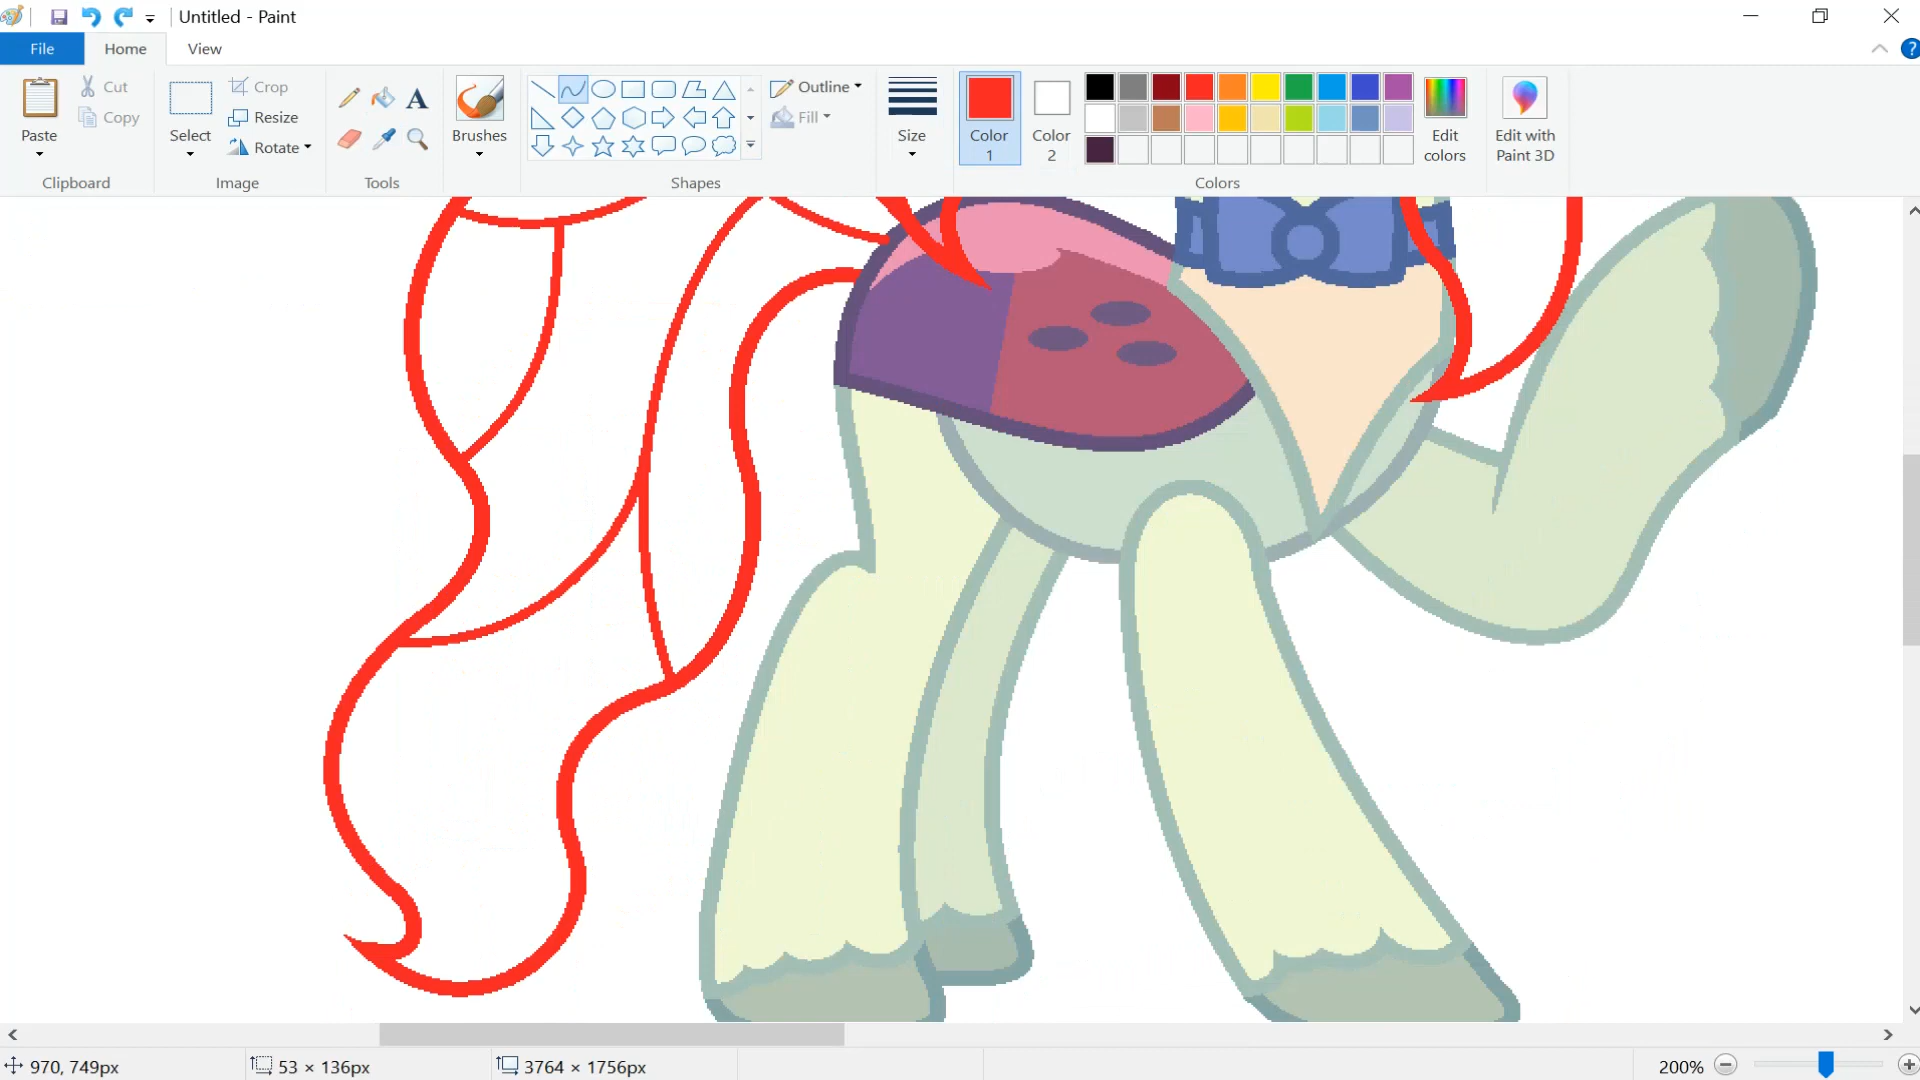 Untitled - Paint
File Home View
Paste Cut Copy
Clipboard
Select Crop Resize Rotate
Image
Tools
Brushes
Shapes
Outline Fill
Size
Color 1
Color 2
Colors
Edit colors
Edit with Paint 3D
970, 749px 53 × 136px 3764 × 1756px 200%